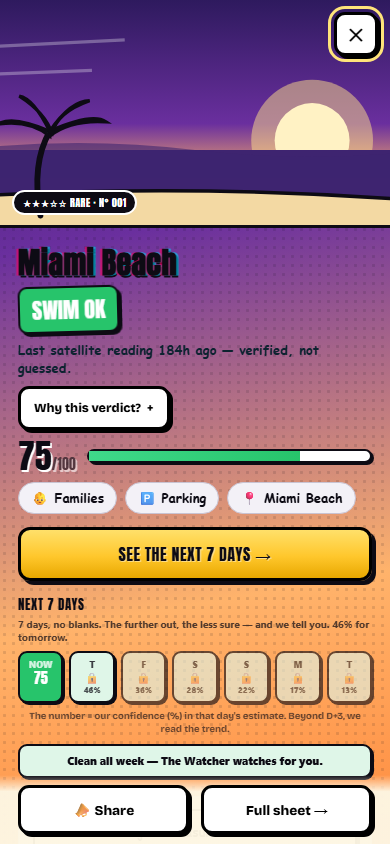 ★★★☆☆ RARE · Nº 001
Miami Beach
SWIM OK
Last satellite reading 184h ago — verified, not
guessed.
Why this verdict? +
75/100
👶 Families
🅿️ Parking
📍 Miami Beach
SEE THE NEXT 7 DAYS →
NEXT 7 DAYS
7 days, no blanks. The further out, the less sure — and we tell you. 46% for
tomorrow.
NOW
75
T
46%
F
36%
S
28%
S
22%
M
17%
T
13%
The number = our confidence (%) in that day's estimate. Beyond D+3, we
read the trend.
Clean all week — The Watcher watches for you.
Share
Full sheet →